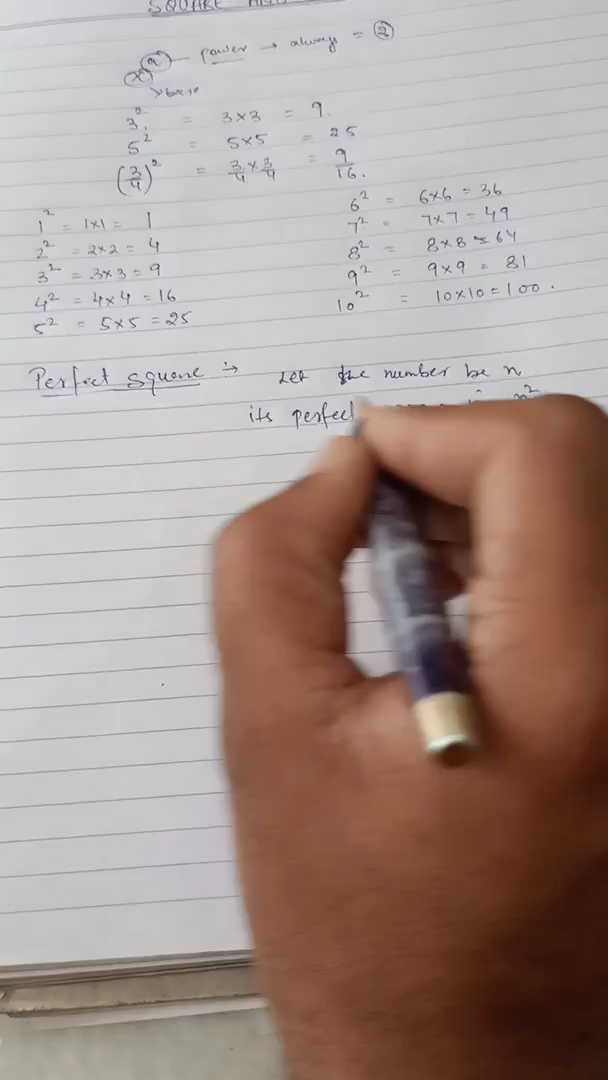 SQUARE AND
a power → always = 2
x
base
3² = 3×3 = 9.
5² = 5×5 = 25
(3/4)² = 3/4 × 3/4 = 9/16.
1² = 1×1 = 1
2² = 2×2 = 4
3² = 3×3 = 9
4² = 4×4 = 16
5² = 5×5 = 25
6² = 6×6 = 36
7² = 7×7 = 49
8² = 8×8 = 64
9² = 9×9 = 81
10² = 10×10 = 100.
Perfect square :→ Let the number be n
its perfect n²